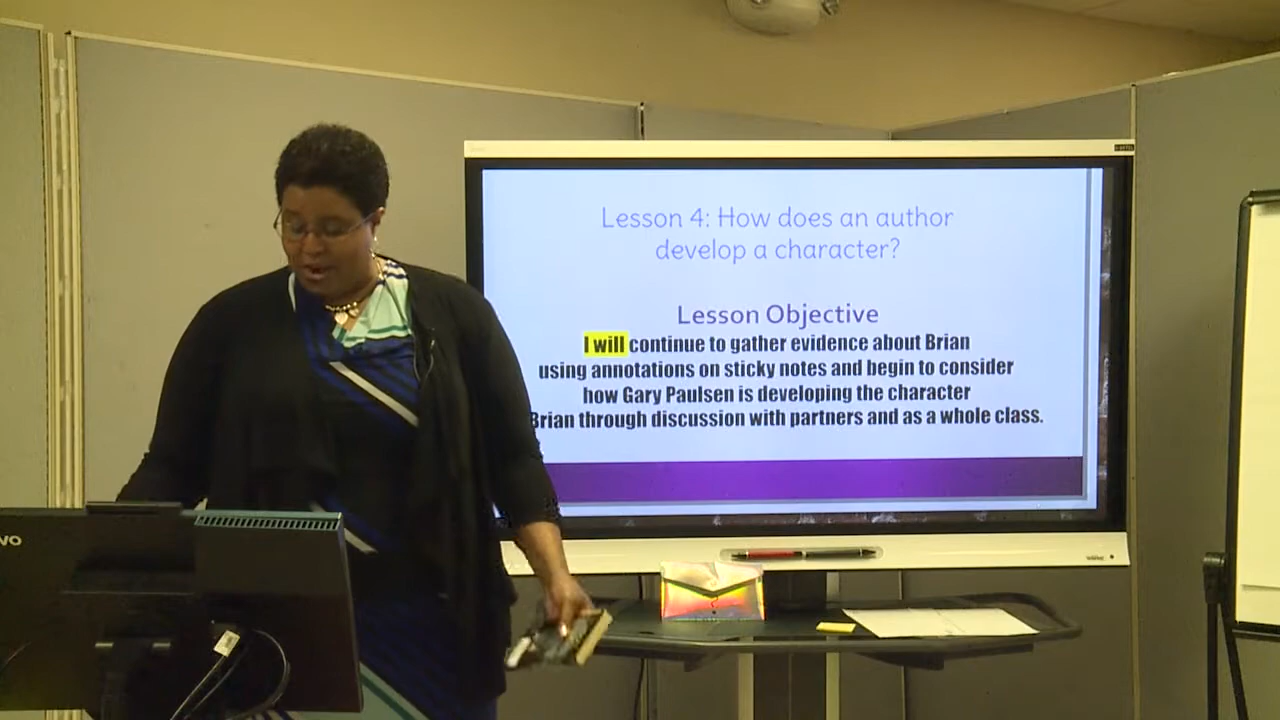 Lesson 4: How does an author
develop a character?
Lesson Objective
I will continue to gather evidence about Brian
using annotations on sticky notes and begin to consider
how Gary Paulsen is developing the character
Brian through discussion with partners and as a whole class.
VO